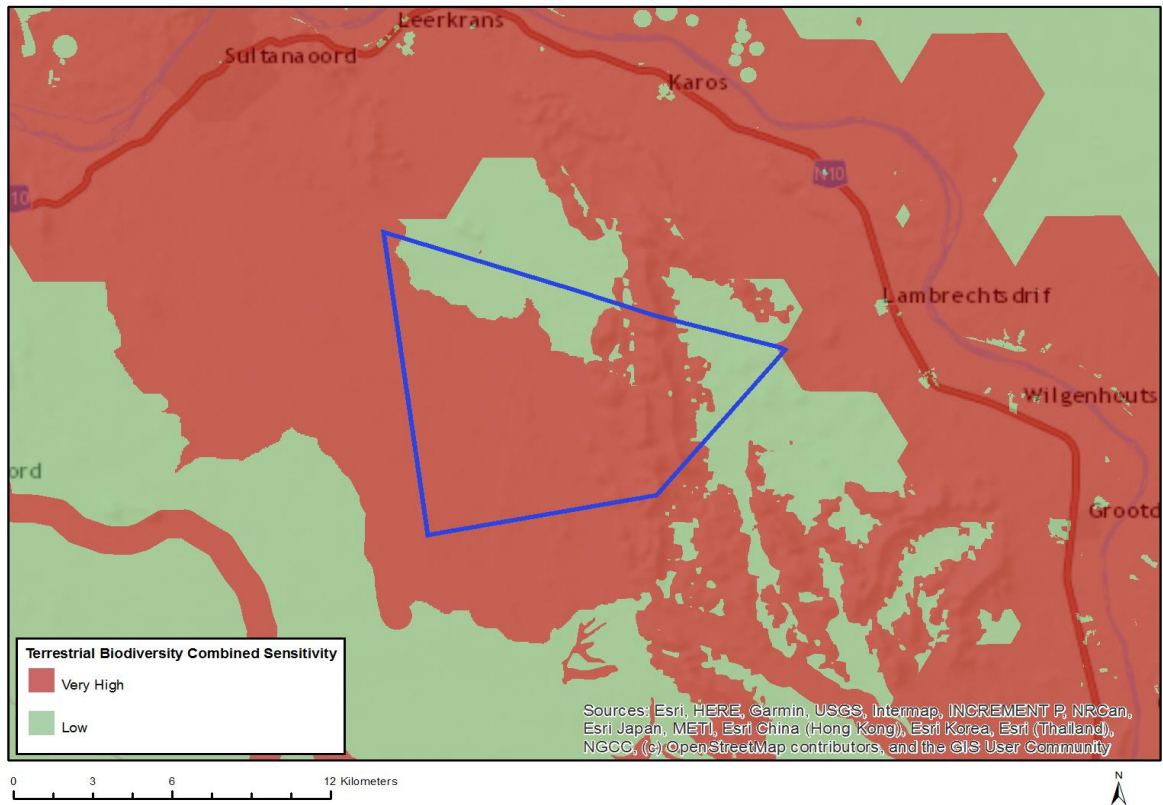 Leerkrans
Sultanaoord
Karos
N10
10
Lambrechtsdrif
Wilgenhouts
ord
Grootd
Terrestrial Biodiversity Combined Sensitivity
Very High
Low
Sources: Esri, HERE, Garmin, USGS, Intermap, INCREMENT P, NRCan,
Esri Japan, METI, Esri China (Hong Kong), Esri Korea, Esri (Thailand),
NGCC, (c) OpenStreetMap contributors, and the GIS User Community
0 3 6 12 Kilometers
N